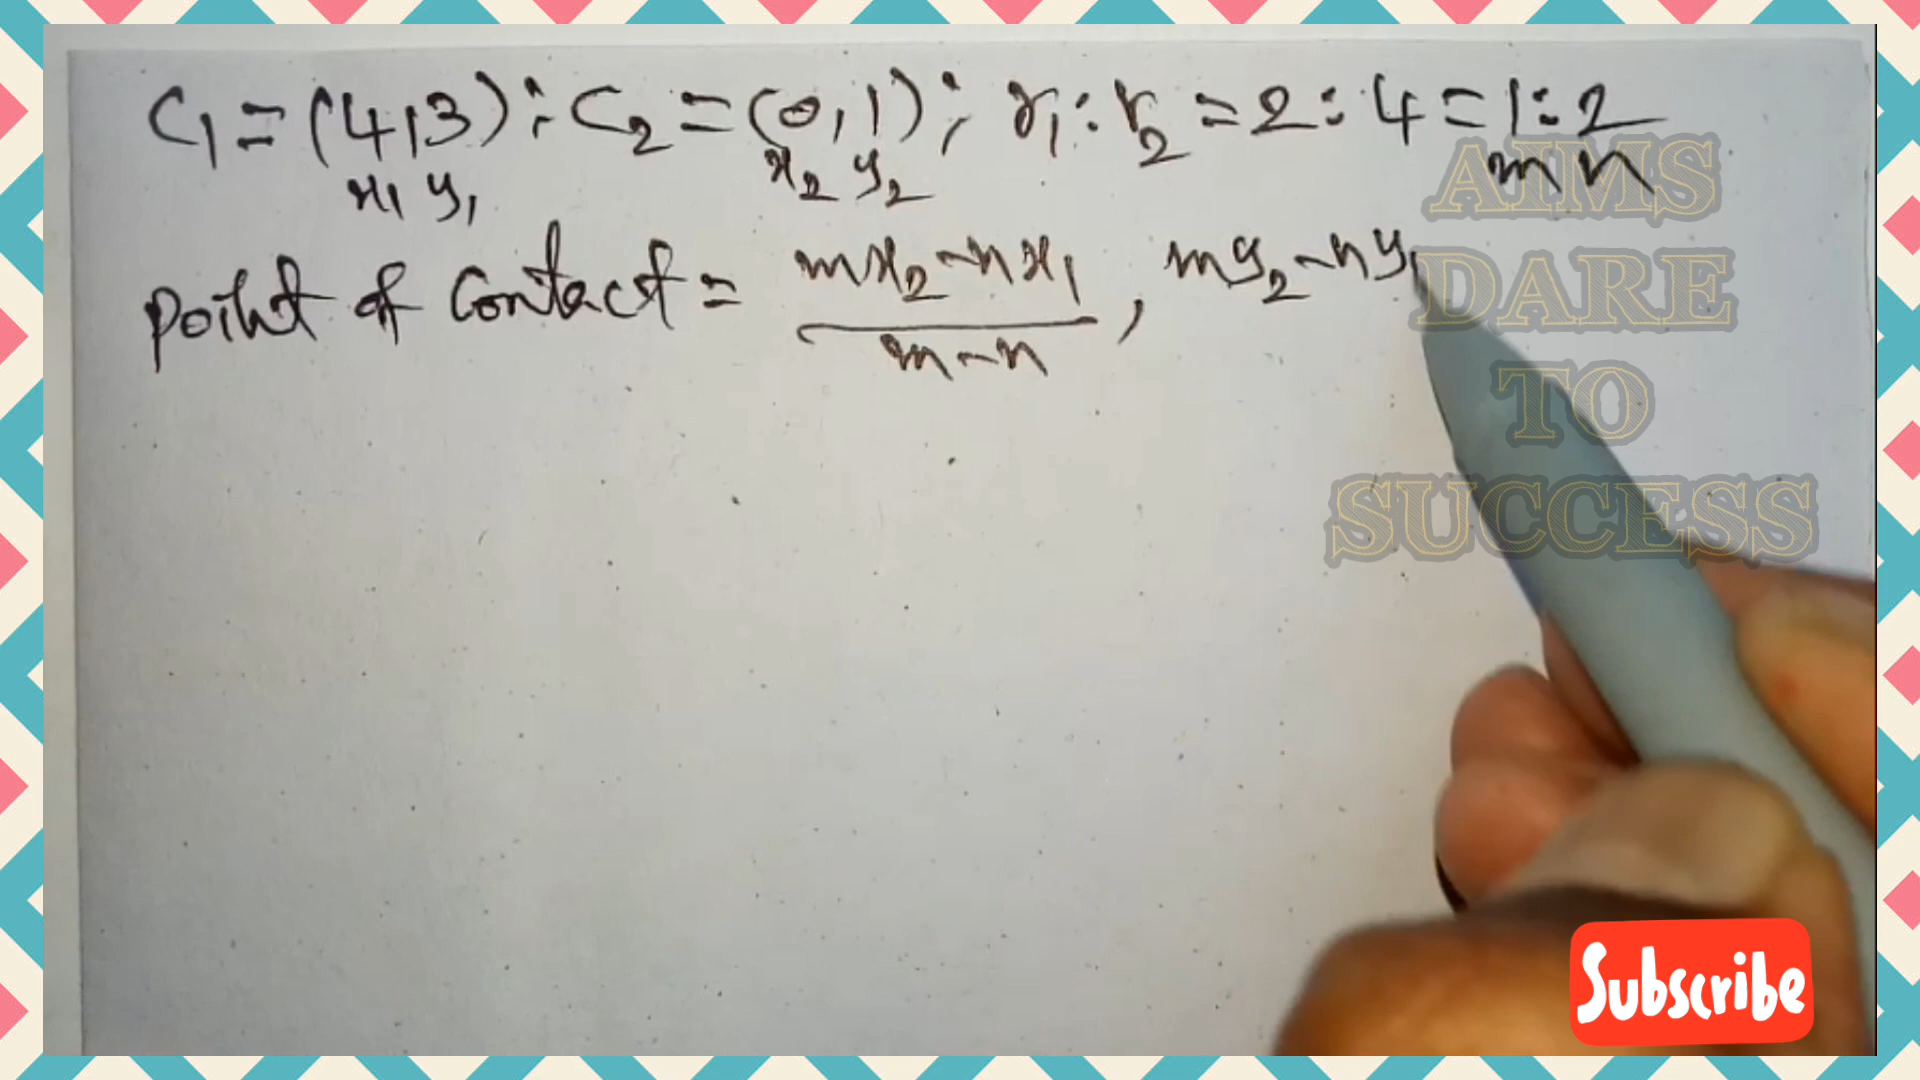 C₁ = (4,3) ; C₂ = (0,1) ; r₁ : r₂ = 2 : 4 = 1 : 2
x₁ y₁ x₂ y₂ m n
Point of Contact = mx₂-nx₁ / m-n , my₂-ny₁
AIMS
DARE
TO
SUCCESS
Subscribe